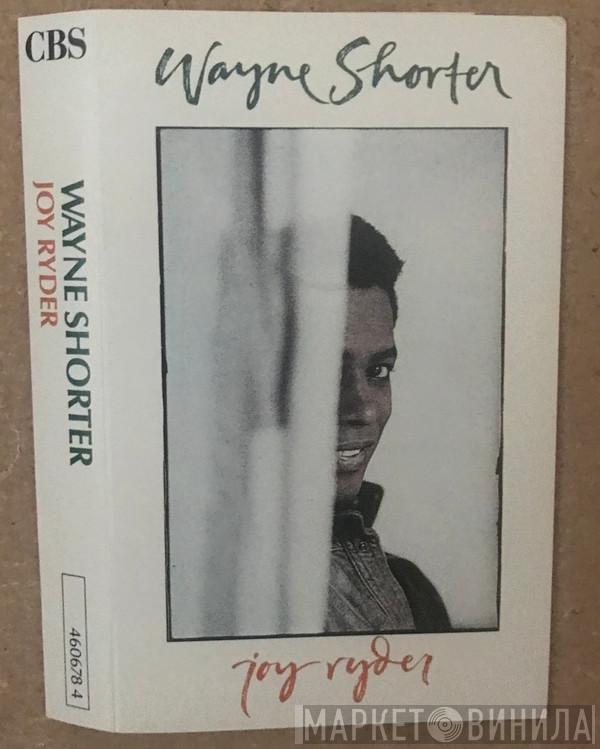 CBS
WAYNE SHORTER
JOY RYDER
460678 4
Wayne Shorter
joy ryder
МАРКЕТ ВИНИЛА